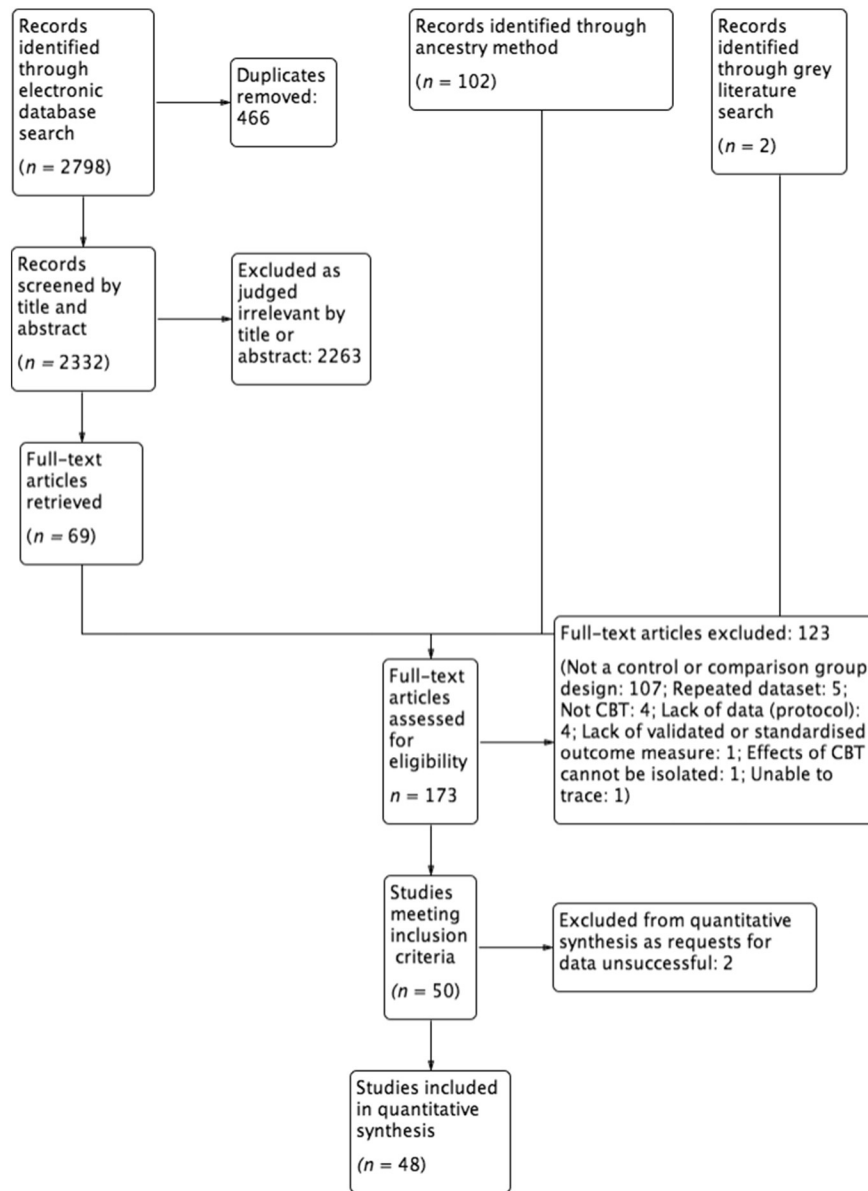 Records
identified
through
electronic
database
search
(n = 2798)
Duplicates
removed:
466
Records identified through
ancestry method
(n = 102)
Records
identified
through grey
literature
search
(n = 2)
Records
screened by
title and
abstract
(n = 2332)
Excluded as
judged
irrelevant by
title or
abstract: 2263
Full-text
articles
retrieved
(n = 69)
Full-text
articles
assessed
for
eligibility
n = 173
Full-text articles excluded: 123
(Not a control or comparison group
design: 107; Repeated dataset: 5;
Not CBT: 4; Lack of data (protocol):
4; Lack of validated or standardised
outcome measure: 1; Effects of CBT
cannot be isolated: 1; Unable to
trace: 1)
Studies
meeting
inclusion
criteria
(n = 50)
Excluded from quantitative
synthesis as requests for
data unsuccessful: 2
Studies included
in quantitative
synthesis
(n = 48)